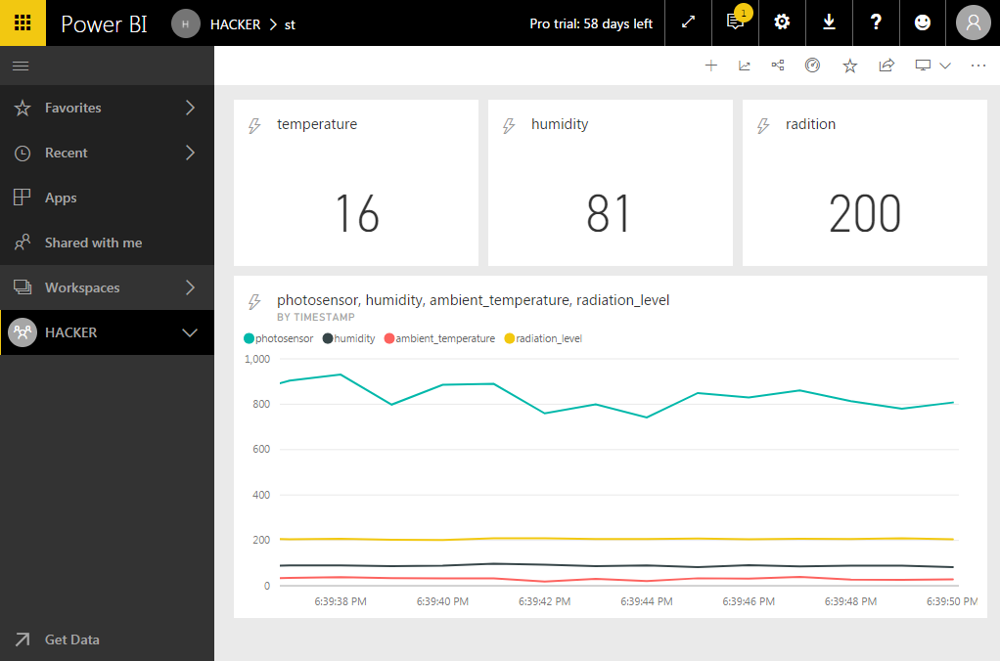 Power BI
H
HACKER > st
Pro trial: 58 days left
1
?
Favorites
Recent
Apps
Shared with me
Workspaces
HACKER
Get Data
temperature
16
humidity
81
radition
200
photosensor, humidity, ambient_temperature, radiation_level
BY TIMESTAMP
photosensor humidity ambient_temperature radiation_level
1,000
800
600
400
200
0
6:39:38 PM 6:39:40 PM 6:39:42 PM 6:39:44 PM 6:39:46 PM 6:39:48 PM 6:39:50 PM